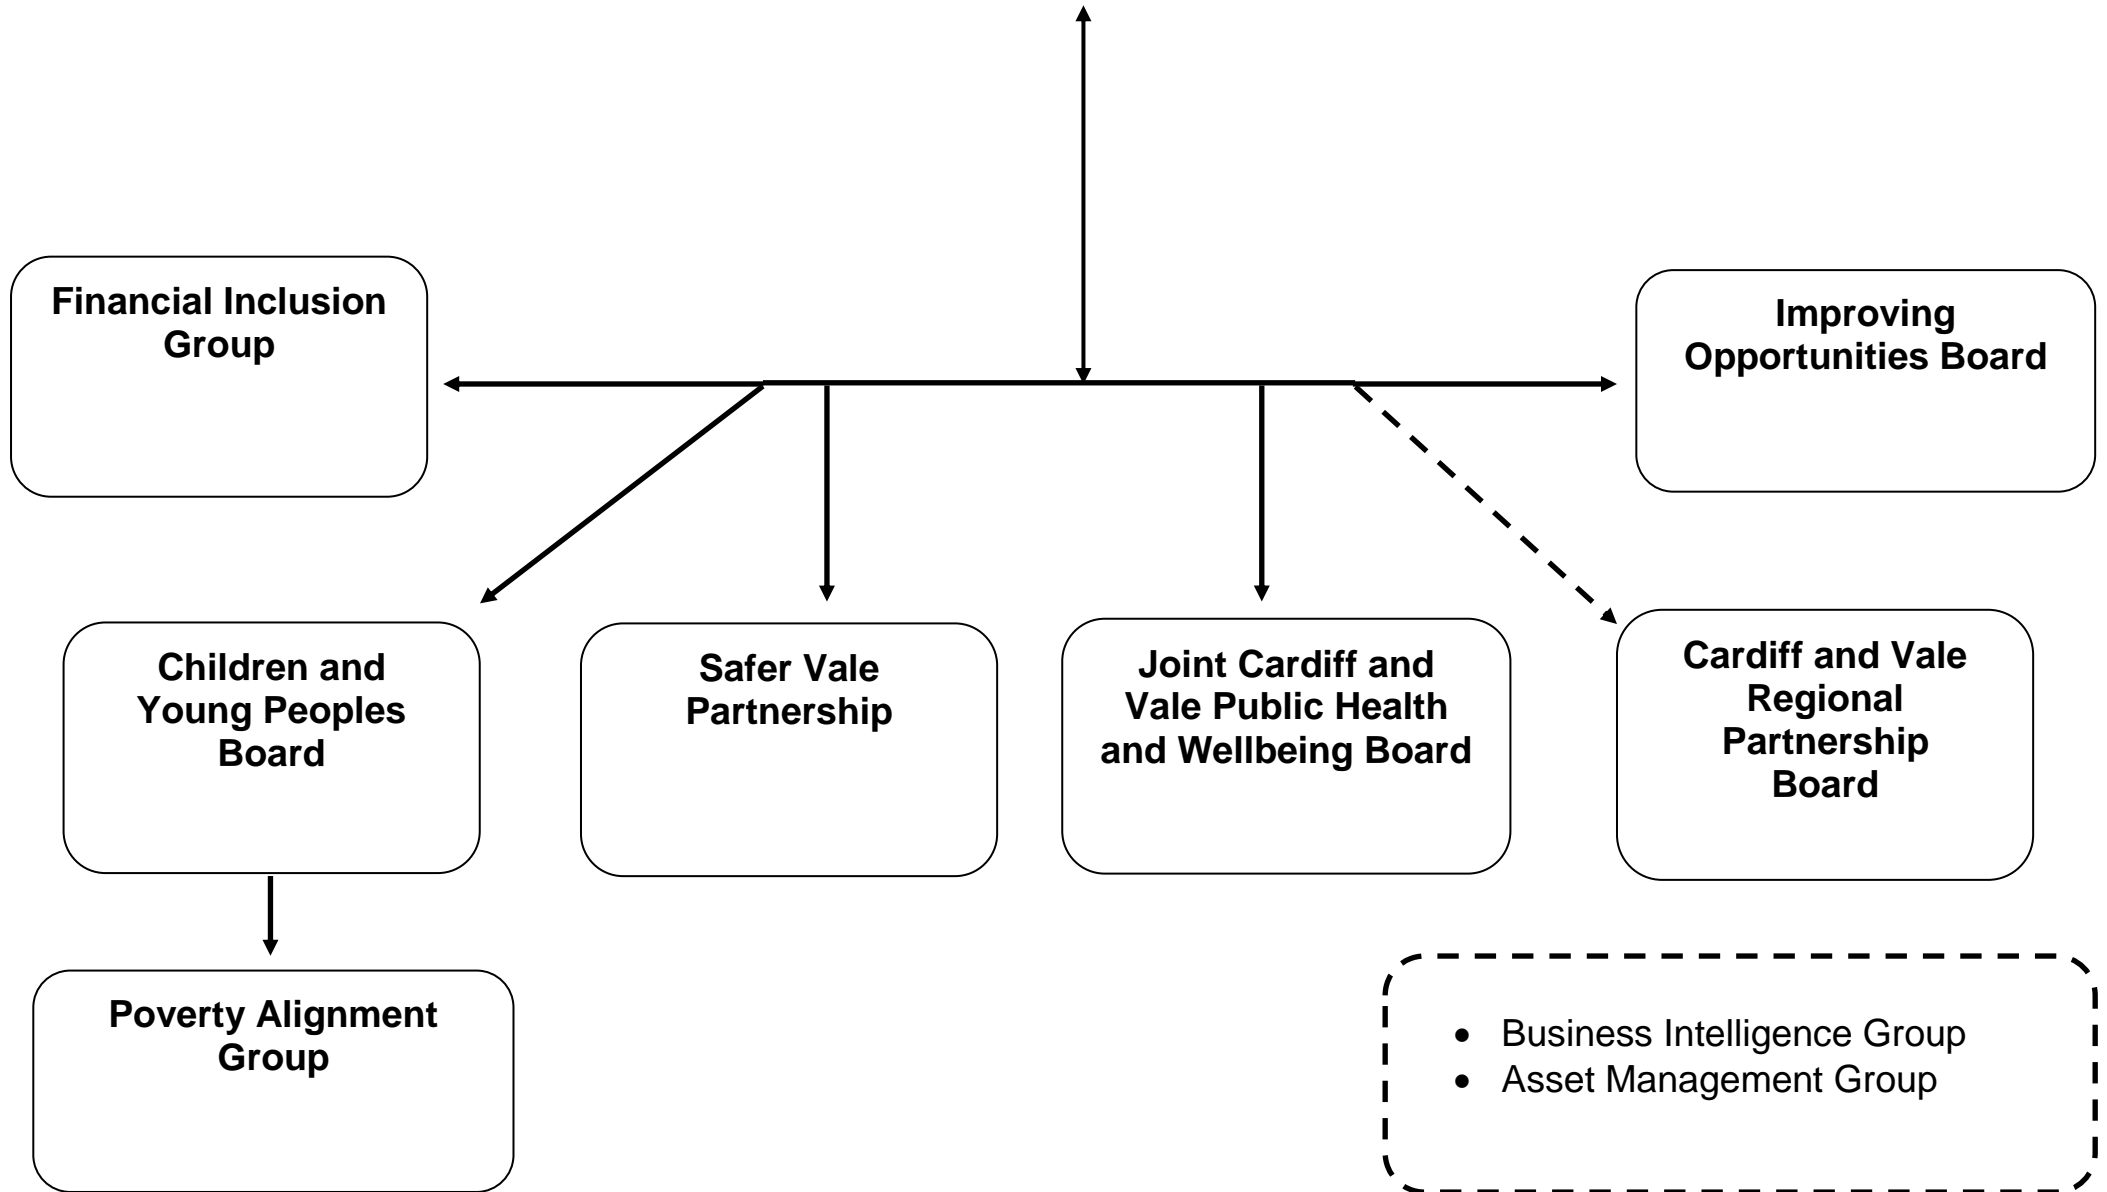 Financial Inclusion
Group
Improving
Opportunities Board
Children and
Young Peoples
Board
Safer Vale
Partnership
Joint Cardiff and
Vale Public Health
and Wellbeing Board
Cardiff and Vale
Regional
Partnership
Board
Poverty Alignment
Group
• Business Intelligence Group
• Asset Management Group